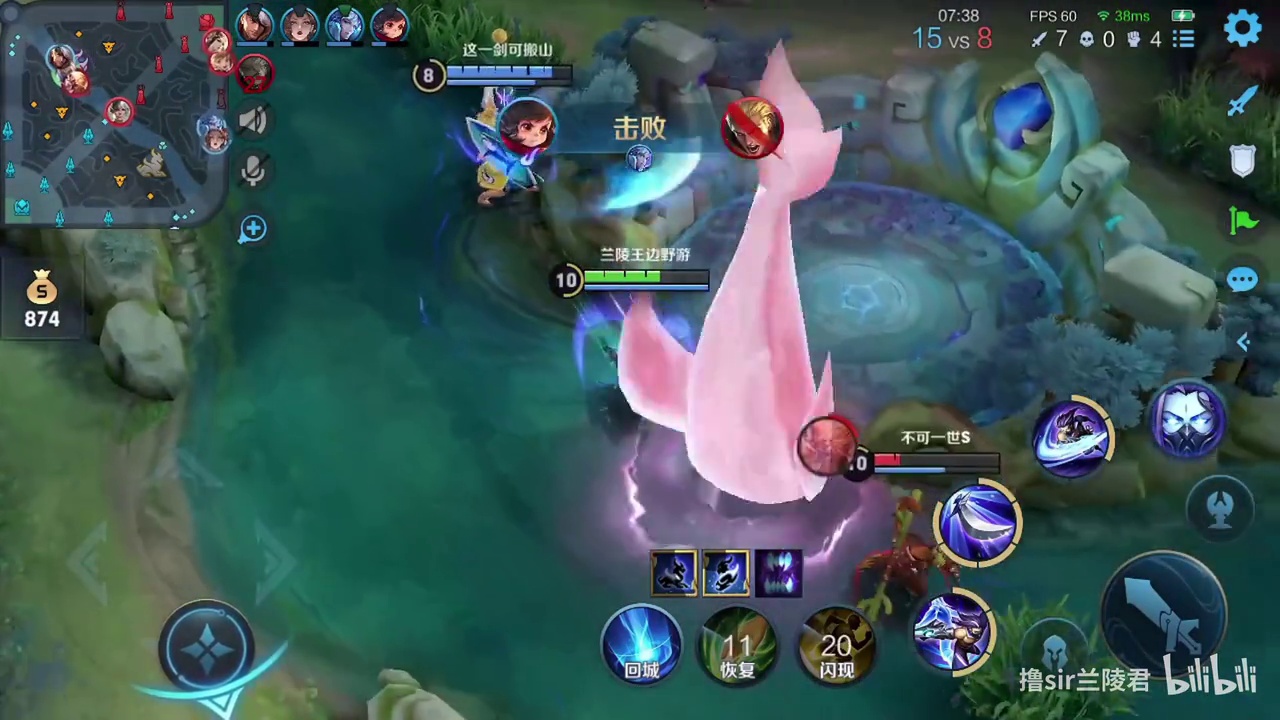 07:38
FPS 60
38ms
15 VS 8
7
0
4
这一剑可搬山
8
击败
兰陵王边野游
10
S
874
不可一世S
0
11
20
回城
恢复
闪现
撸sir兰陵君
bilibili